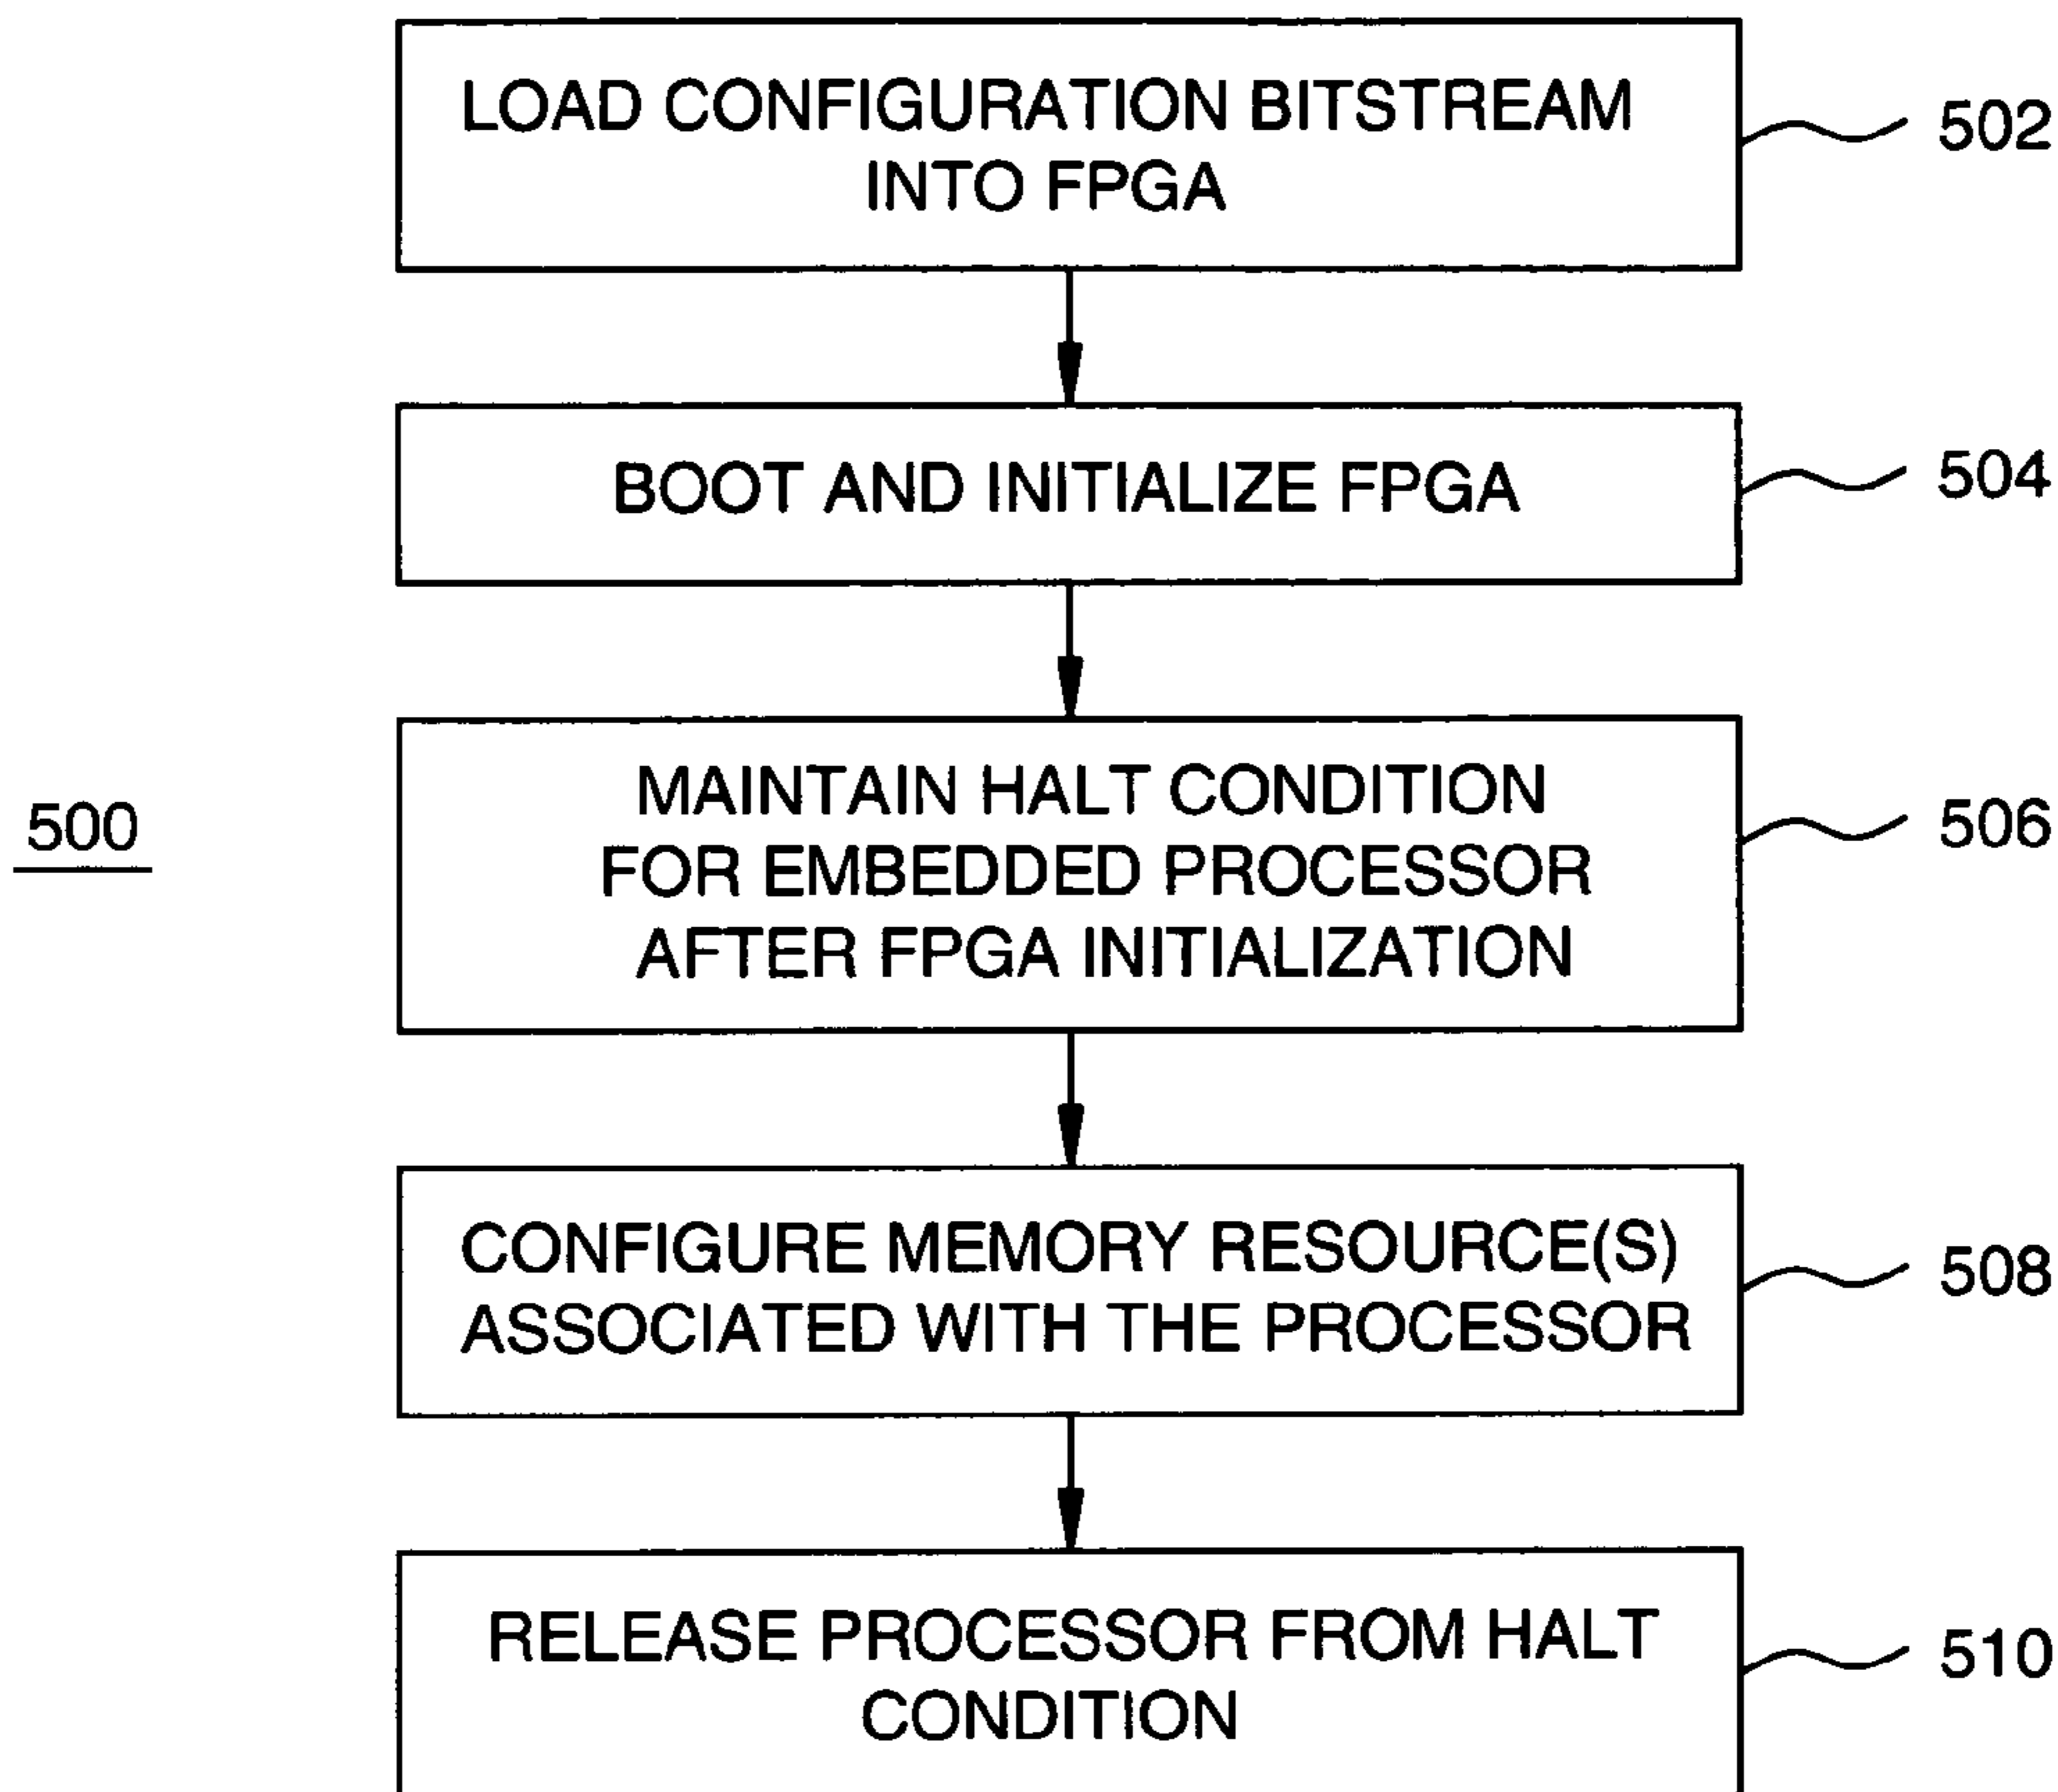 LOAD CONFIGURATION BITSTREAM
INTO FPGA
502
BOOT AND INITIALIZE FPGA
504
500
MAINTAIN HALT CONDITION
FOR EMBEDDED PROCESSOR
AFTER FPGA INITIALIZATION
506
CONFIGURE MEMORY RESOURCE(S)
ASSOCIATED WITH THE PROCESSOR
508
RELEASE PROCESSOR FROM HALT
CONDITION
510